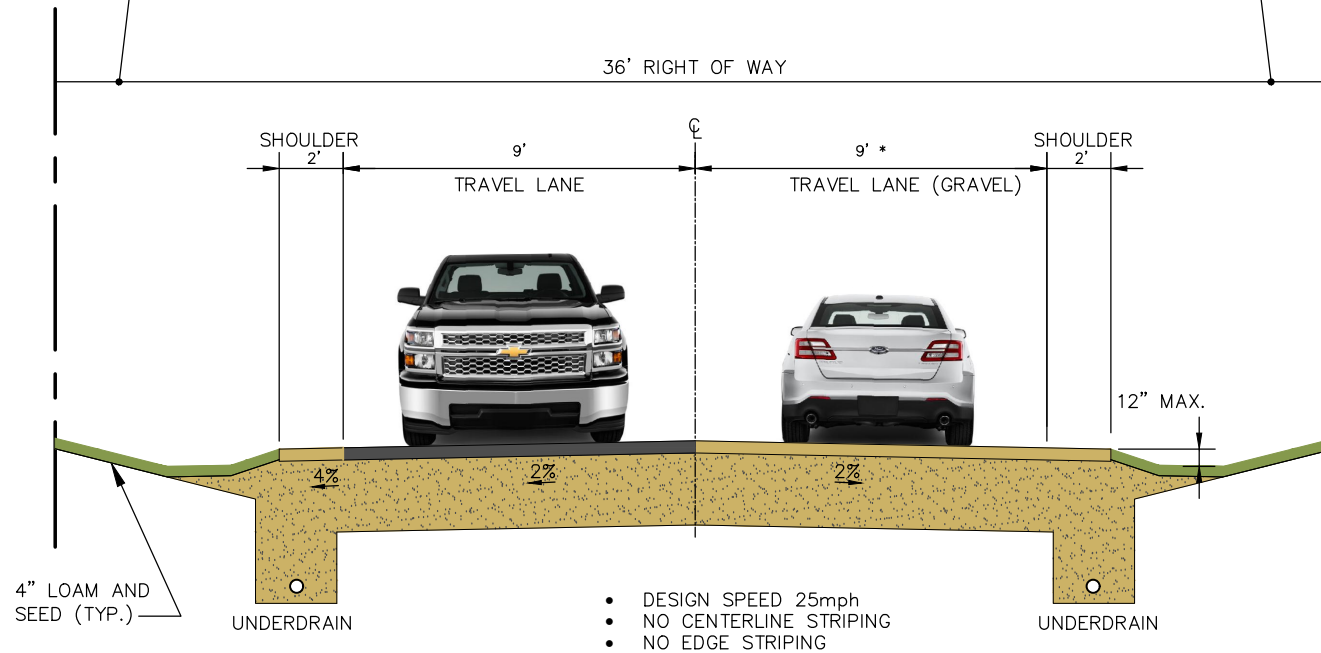 36' RIGHT OF WAY
℄
SHOULDER
2'
9'
TRAVEL LANE
9' *
TRAVEL LANE (GRAVEL)
SHOULDER
2'
12" MAX.
4%
2%
2%
4" LOAM AND
SEED (TYP.)
UNDERDRAIN
UNDERDRAIN
• DESIGN SPEED 25mph
• NO CENTERLINE STRIPING
• NO EDGE STRIPING